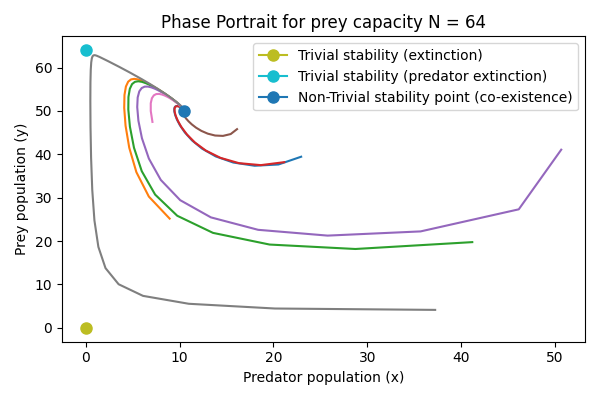 Phase Portrait for prey capacity N = 64
Trivial stability (extinction)
Trivial stability (predator extinction)
Non-Trivial stability point (co-existence)
Prey population (y)
60
50
40
30
20
10
0
0 10 20 30 40 50
Predator population (x)